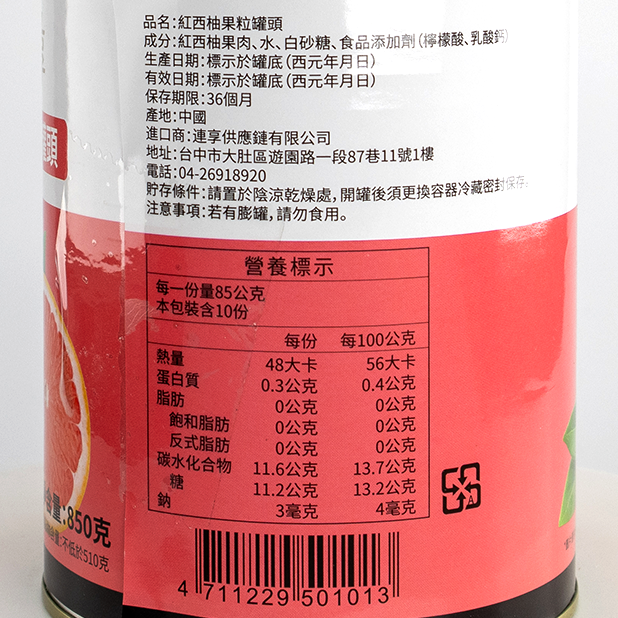 品名:紅西柚果粒罐頭
成分:紅西柚果肉、水、白砂糖、食品添加劑(檸檬酸、乳酸鈣)
生產日期:標示於罐底(西元年月日)
有效日期:標示於罐底(西元年月日)
保存期限:36個月
產地:中國
進口商:連享供應鏈有限公司
地址:台中市大肚區遊園路一段87巷11號1樓
電話:04-26918920
貯存條件:請置於陰涼乾燥處,開罐後須更換容器冷藏密封保存,
注意事項:若有膨罐,請勿食用。
罐頭
營養標示
每一份量85公克
本包裝含10份
每份 每100公克
熱量 48大卡 56大卡
蛋白質 0.3公克 0.4公克
脂肪 0公克 0公克
飽和脂肪 0公克 0公克
反式脂肪 0公克 0公克
碳水化合物 11.6公克 13.7公克
糖 11.2公克 13.2公克
鈉 3毫克 4毫克
量:850克
量:不低於510克
4 711229 501013